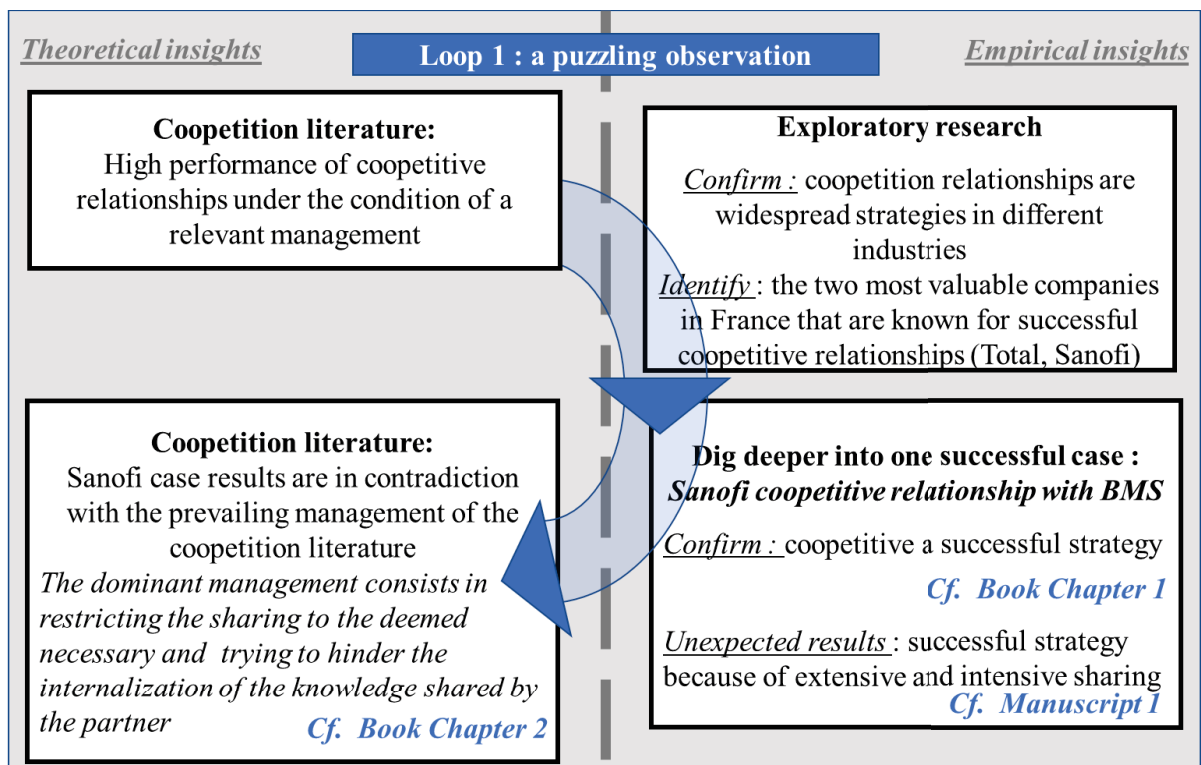 Theoretical insights
Loop 1 : a puzzling observation
Empirical insights
Coopetition literature:
High performance of coopetitive
relationships under the condition of a
relevant management
Exploratory research
Confirm : coopetition relationships are
widespread strategies in different
industries
Identify : the two most valuable companies
in France that are known for successful
coopetitive relationships (Total, Sanofi)
Coopetition literature:
Sanofi case results are in contradiction
with the prevailing management of the
coopetition literature
The dominant management consists in
restricting the sharing to the deemed
necessary and trying to hinder the
internalization of the knowledge shared by
the partner
Cf. Book Chapter 2
Dig deeper into one successful case :
Sanofi coopetitive relationship with BMS
Confirm : coopetitive a successful strategy
Cf. Book Chapter 1
Unexpected results : successful strategy
because of extensive and intensive sharing
Cf. Manuscript 1